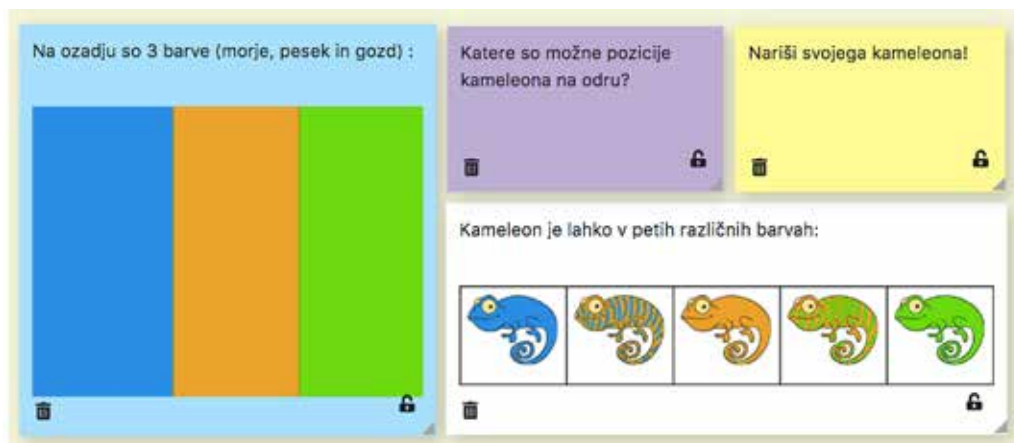 Na ozadju so 3 barve (morje, pesek in gozd) :
Katere so možne pozicije
kameleona na odru?
Nariši svojega kameleona!
Kameleon je lahko v petih različnih barvah: